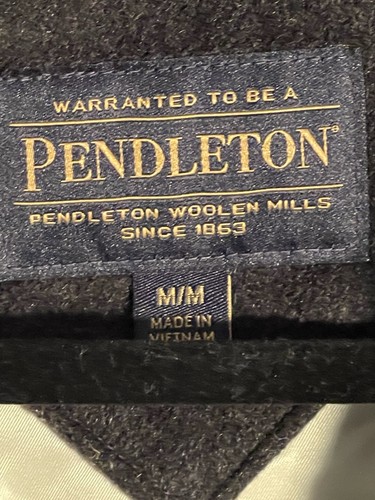 WARRANTED TO BE A
PENDLETON®
PENDLETON WOOLEN MILLS
SINCE 1863
M/M
MADE IN
VIETNAM